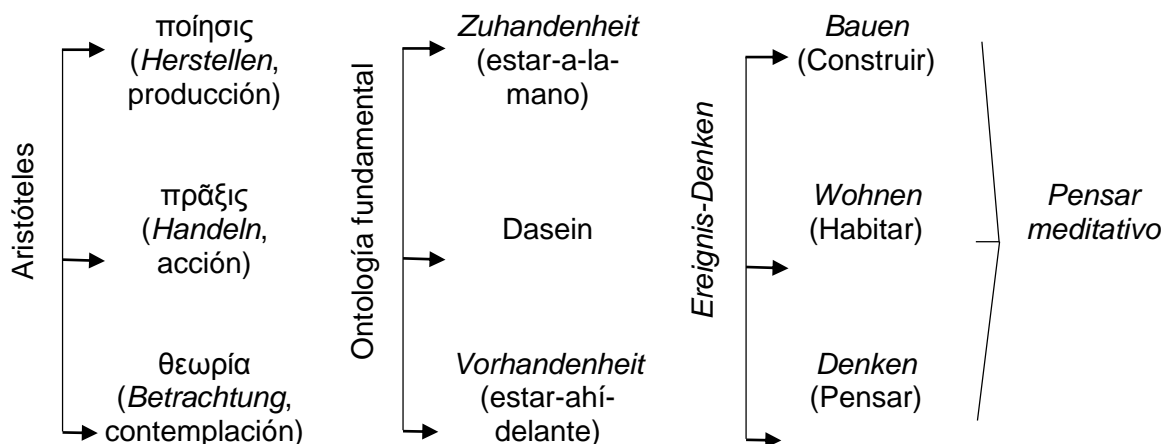 Aristóteles
ποίησις
(Herstellen,
producción)
πρᾶξις
(Handeln,
acción)
θεωρία
(Betrachtung,
contemplación)
Ontología fundamental
Zuhandenheit
(estar-a-la-
mano)
Dasein
Vorhandenheit
(estar-ahí-
delante)
Ereignis-Denken
Bauen
(Construir)
Wohnen
(Habitar)
Denken
(Pensar)
Pensar
meditativo